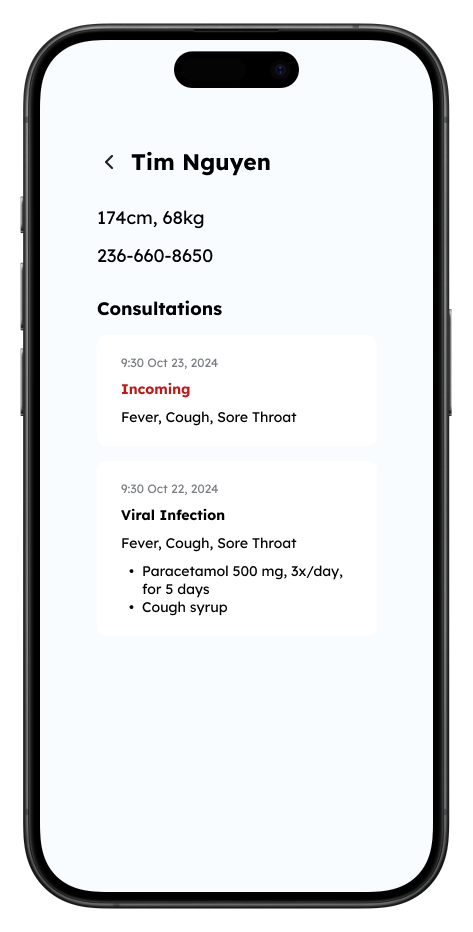 Tim Nguyen
174cm, 68kg
236-660-8650
Consultations
9:30 Oct 23, 2024
Incoming
Fever, Cough, Sore Throat
9:30 Oct 22, 2024
Viral Infection
Fever, Cough, Sore Throat
• Paracetamol 500 mg, 3x/day,
for 5 days
• Cough syrup